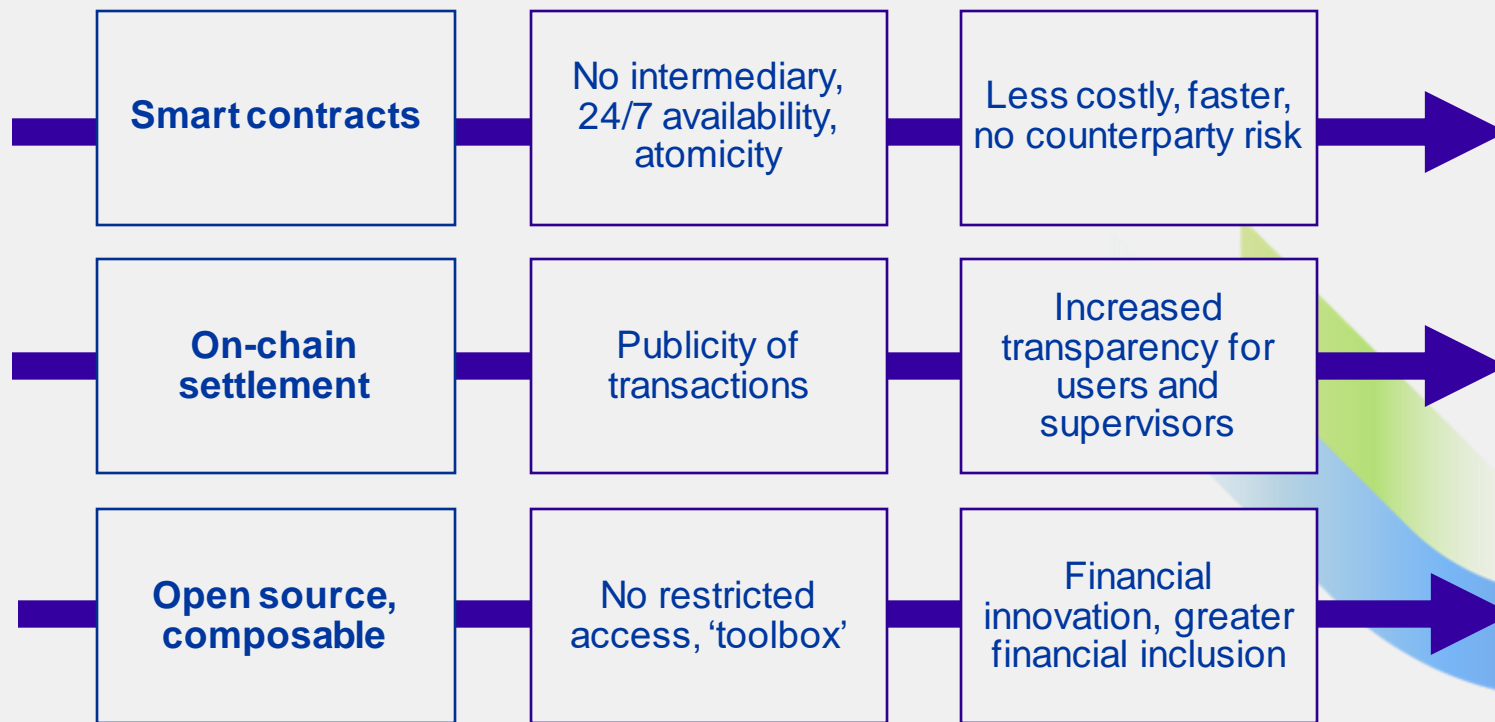 Smart contracts
No intermediary,
24/7 availability,
atomicity
Less costly, faster,
no counterparty risk
On-chain
settlement
Publicity of
transactions
Increased
transparency for
users and
supervisors
Open source,
composable
No restricted
access, ‘toolbox’
Financial
innovation, greater
financial inclusion